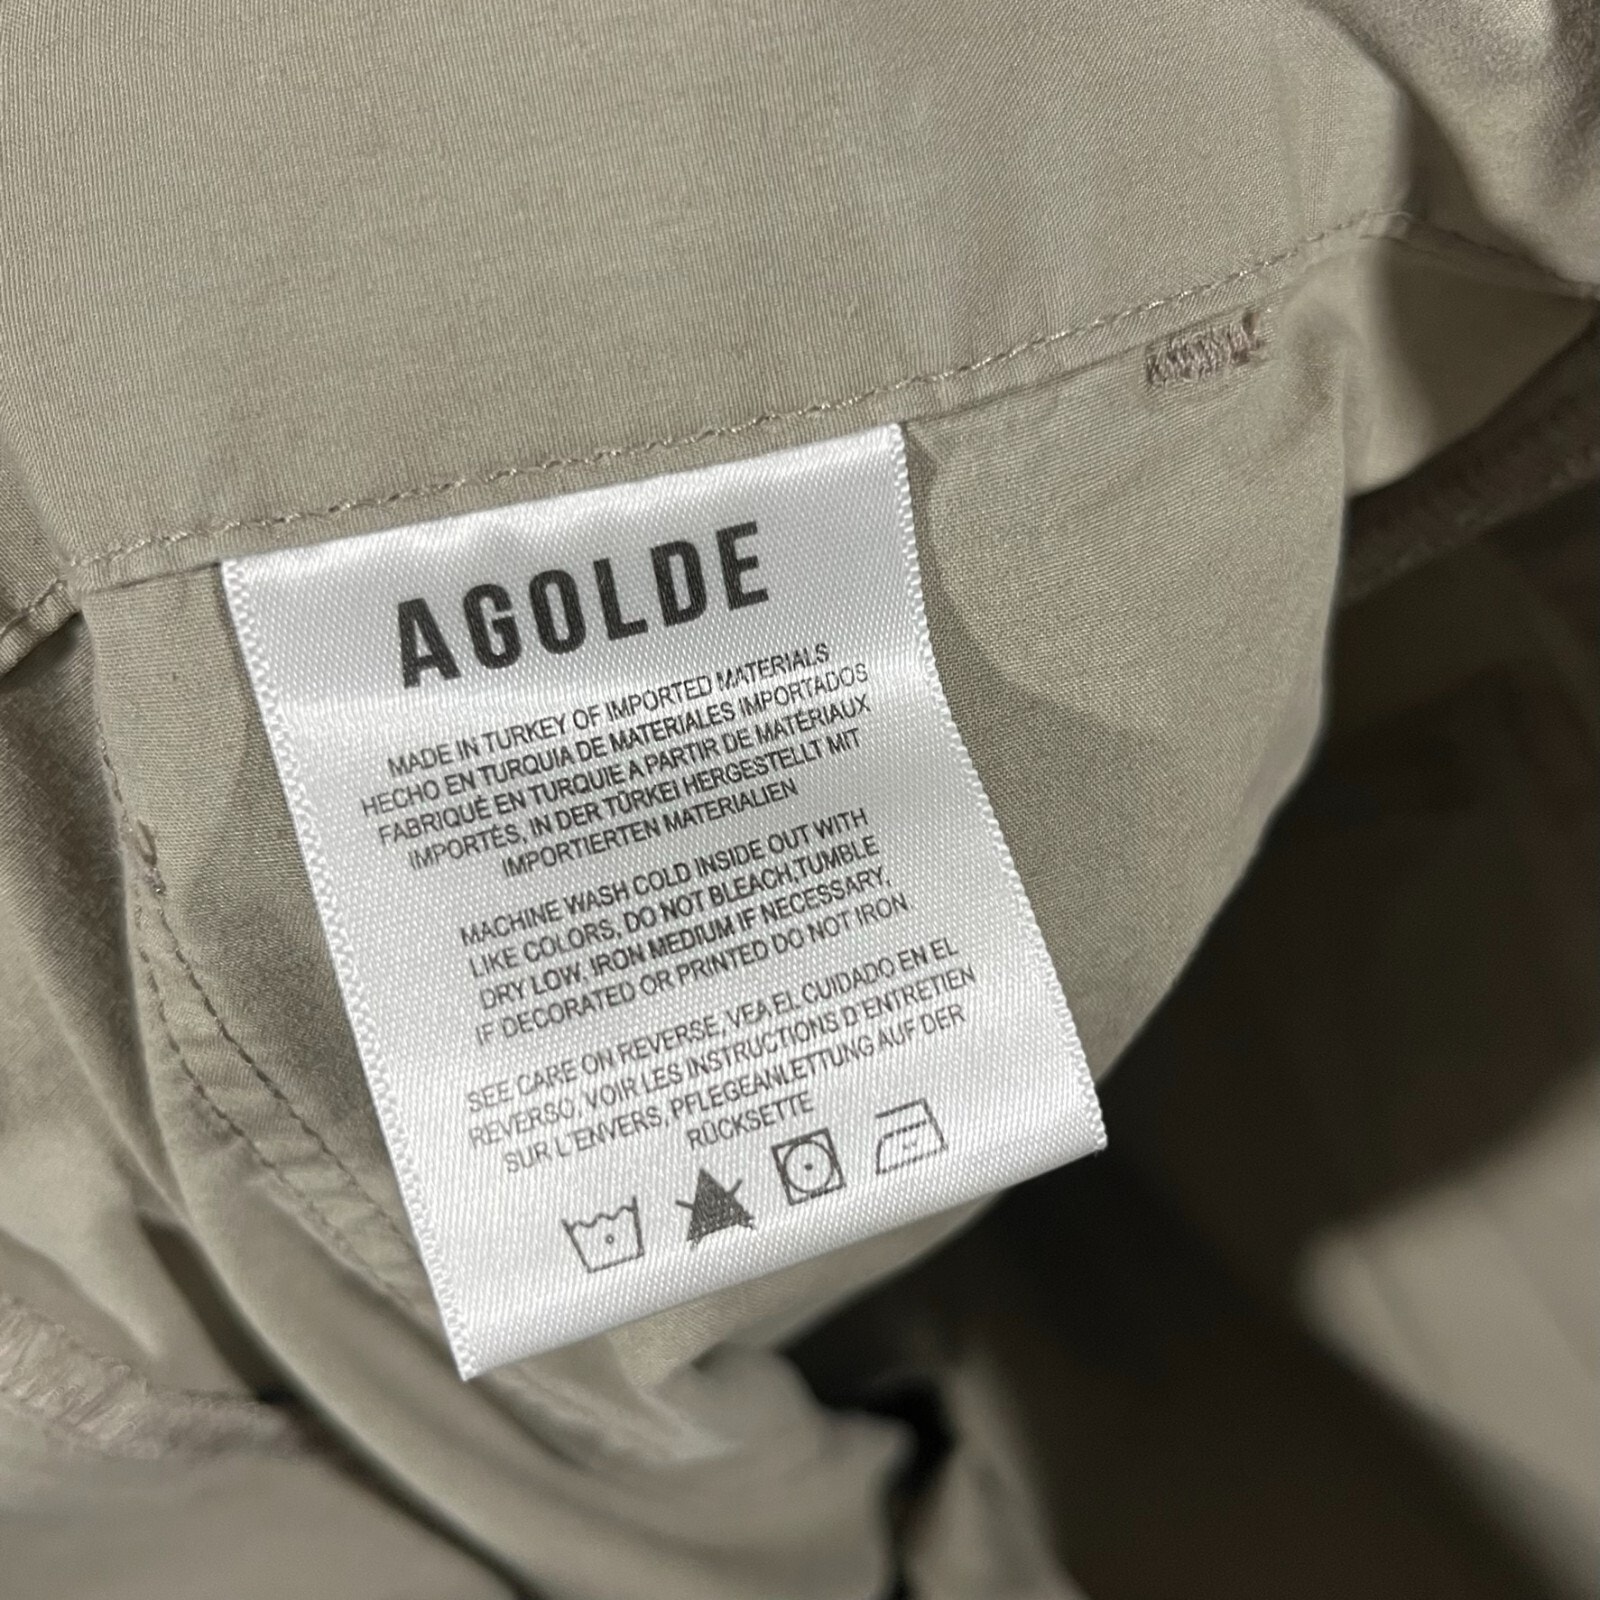 AGOLDE
MADE IN TURKEY OF IMPORTED MATERIALS
HECHO EN TURQUIA DE MATERIALES IMPORTADOS
FABRIQUÉ EN TURQUIE A PARTIR DE MATÉRIAUX
IMPORTÉS, IN DER TÜRKEI HERGESTELLT MIT
IMPORTIERTEN MATERIALIEN
MACHINE WASH COLD INSIDE OUT WITH
LIKE COLORS, DO NOT BLEACH,TUMBLE
DRY LOW, IRON MEDIUM IF NECESSARY,
IF DECORATED OR PRINTED DO NOT IRON.
SEE CARE ON REVERSE, VEA EL CUIDADO EN EL
REVERSO, VOIR LES INSTRUCTIONS D'ENTRETIEN
SUR L'ENVERS, PFLEGEANLETTUNG AUF DER
RÜCKSETTE